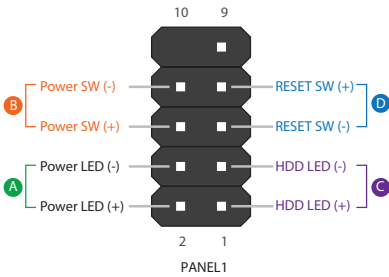 10 9
Power SW (-) RESET SW (+)
B D
Power SW (+) RESET SW (-)
Power LED (-) HDD LED (-)
A C
Power LED (+) HDD LED (+)
2 1
PANEL1